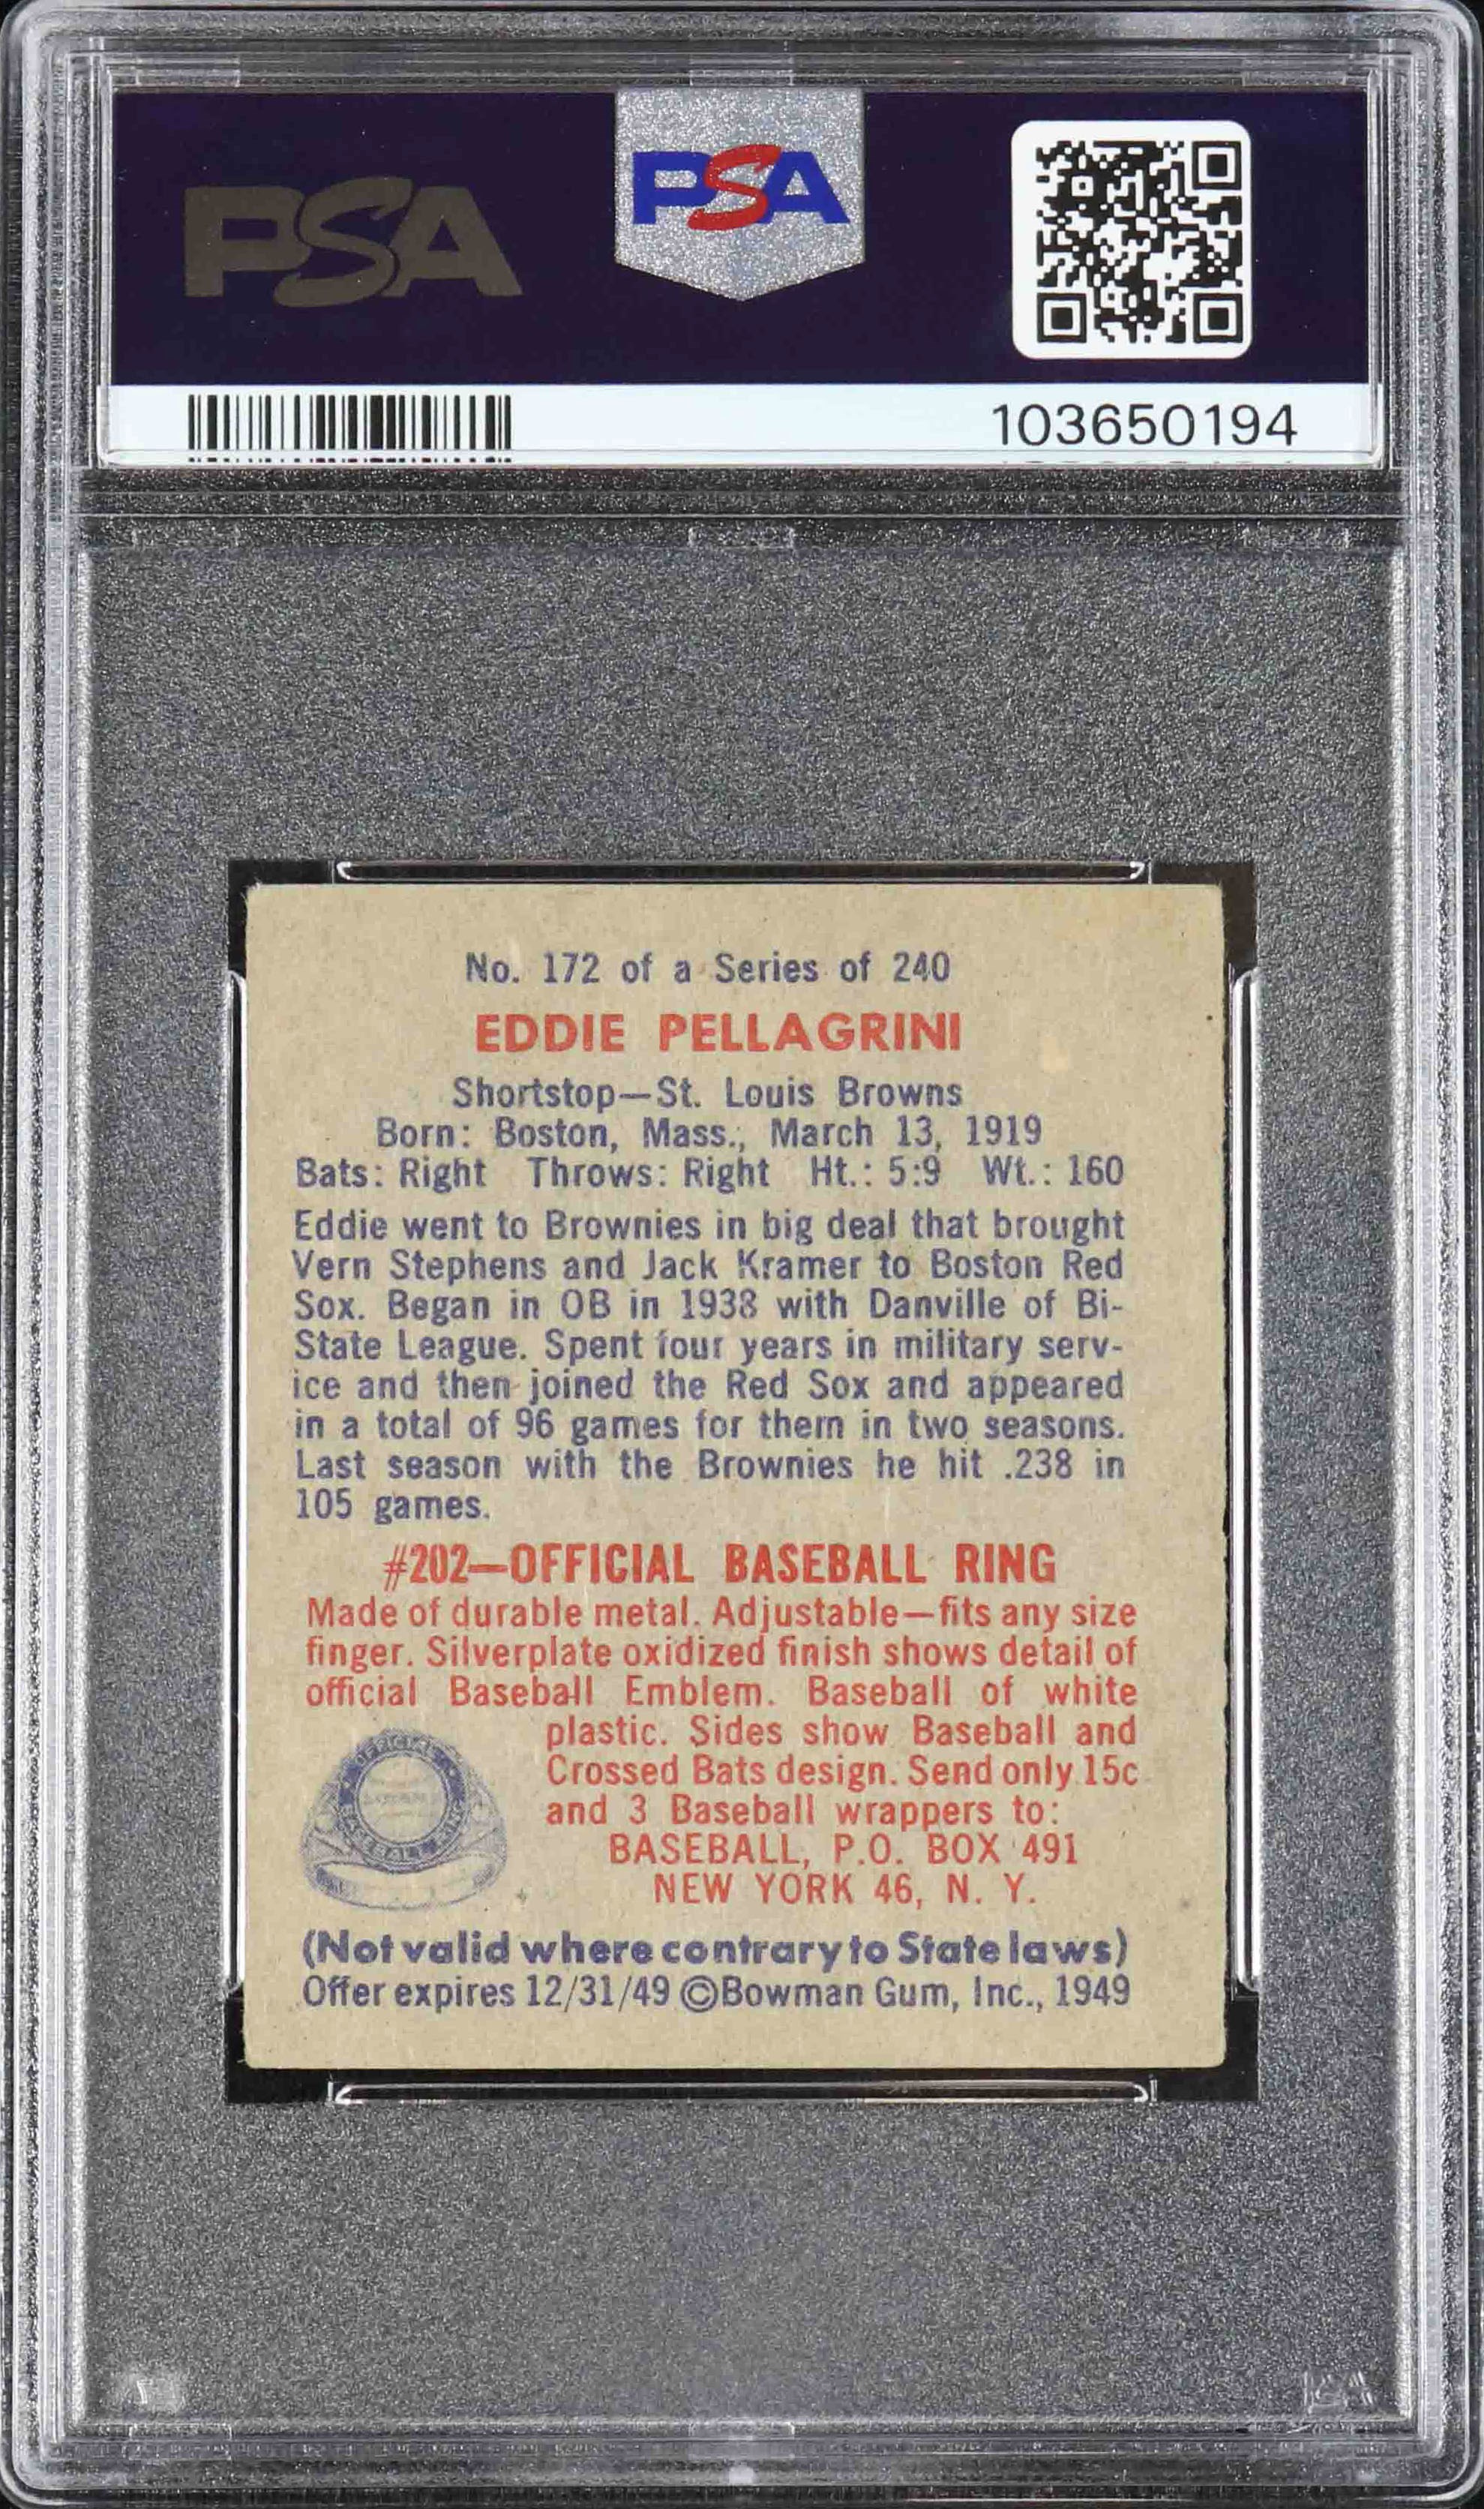 PSA
PSA
103650194
No. 172 of a Series of 240
EDDIE PELLAGRINI
Shortstop—St. Louis Browns
Born: Boston, Mass., March 13, 1919
Bats: Right Throws: Right Ht.: 5:9 Wt.: 160
Eddie went to Brownies in big deal that brought
Vern Stephens and Jack Kramer to Boston Red
Sox. Began in OB in 1938 with Danville of Bi-
State League. Spent four years in military serv-
ice and then joined the Red Sox and appeared
in a total of 96 games for them in two seasons.
Last season with the Brownies he hit .238 in
105 games.
#202—OFFICIAL BASEBALL RING
Made of durable metal. Adjustable—fits any size
finger. Silverplate oxidized finish shows detail of
official Baseball Emblem. Baseball of white
plastic. Sides show Baseball and
Crossed Bats design. Send only 15c
and 3 Baseball wrappers to:
BASEBALL, P.O. BOX 491
NEW YORK 46, N. Y.
OFFICIAL
(Not valid where contrary to State laws)
Offer expires 12/31/49 ©Bowman Gum, Inc., 1949